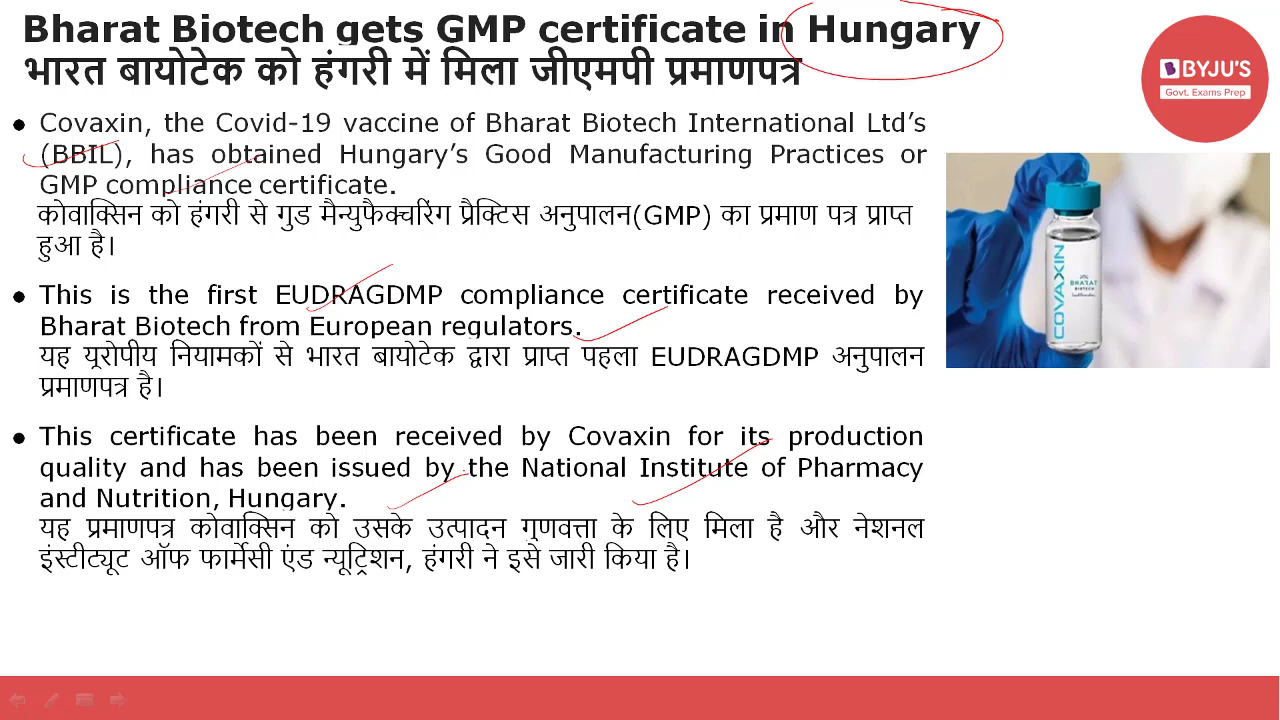 Bharat Biotech gets GMP certificate in Hungary
भारत बायोटेक को हंगरी में मिला जीएमपी प्रमाणपत्र
BYJU'S
Govt. Exams Prep
● Covaxin, the Covid-19 vaccine of Bharat Biotech International Ltd's
(BBIL), has obtained Hungary's Good Manufacturing Practices or
GMP compliance certificate.
कोवाक्सिन को हंगरी से गुड मैन्युफैक्चरिंग प्रैक्टिस अनुपालन(GMP) का प्रमाण पत्र प्राप्त
हुआ है।
● This is the first EUDRAGDMP compliance certificate received by
Bharat Biotech from European regulators.
यह यूरोपीय नियामकों से भारत बायोटेक द्वारा प्राप्त पहला EUDRAGDMP अनुपालन
प्रमाणपत्र है।
● This certificate has been received by Covaxin for its production
quality and has been issued by the National Institute of Pharmacy
and Nutrition, Hungary.
यह प्रमाणपत्र कोवाक्सिन को उसके उत्पादन गुणवत्ता के लिए मिला है और नेशनल
इंस्टीट्यूट ऑफ फार्मेसी एंड न्यूट्रिशन, हंगरी ने इसे जारी किया है।
COVAXIN
BHARAT
BIOTECH